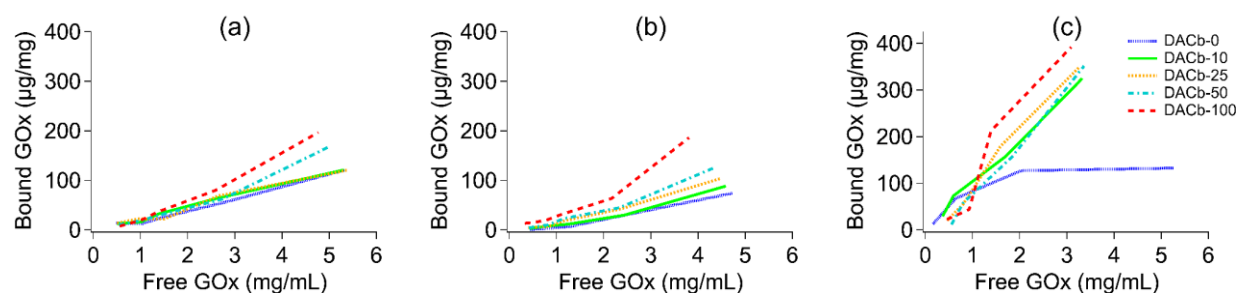 (a)
400
300
200
100
0
Bound GOx (µg/mg)
0 1 2 3 4 5 6
Free GOx (mg/mL)
(b)
400
300
200
100
0
Bound GOx (µg/mg)
0 1 2 3 4 5 6
Free GOx (mg/mL)
(c)
400
300
200
100
0
Bound GOx (µg/mg)
0 1 2 3 4 5 6
Free GOx (mg/mL)
DACb-0
DACb-10
DACb-25
DACb-50
DACb-100